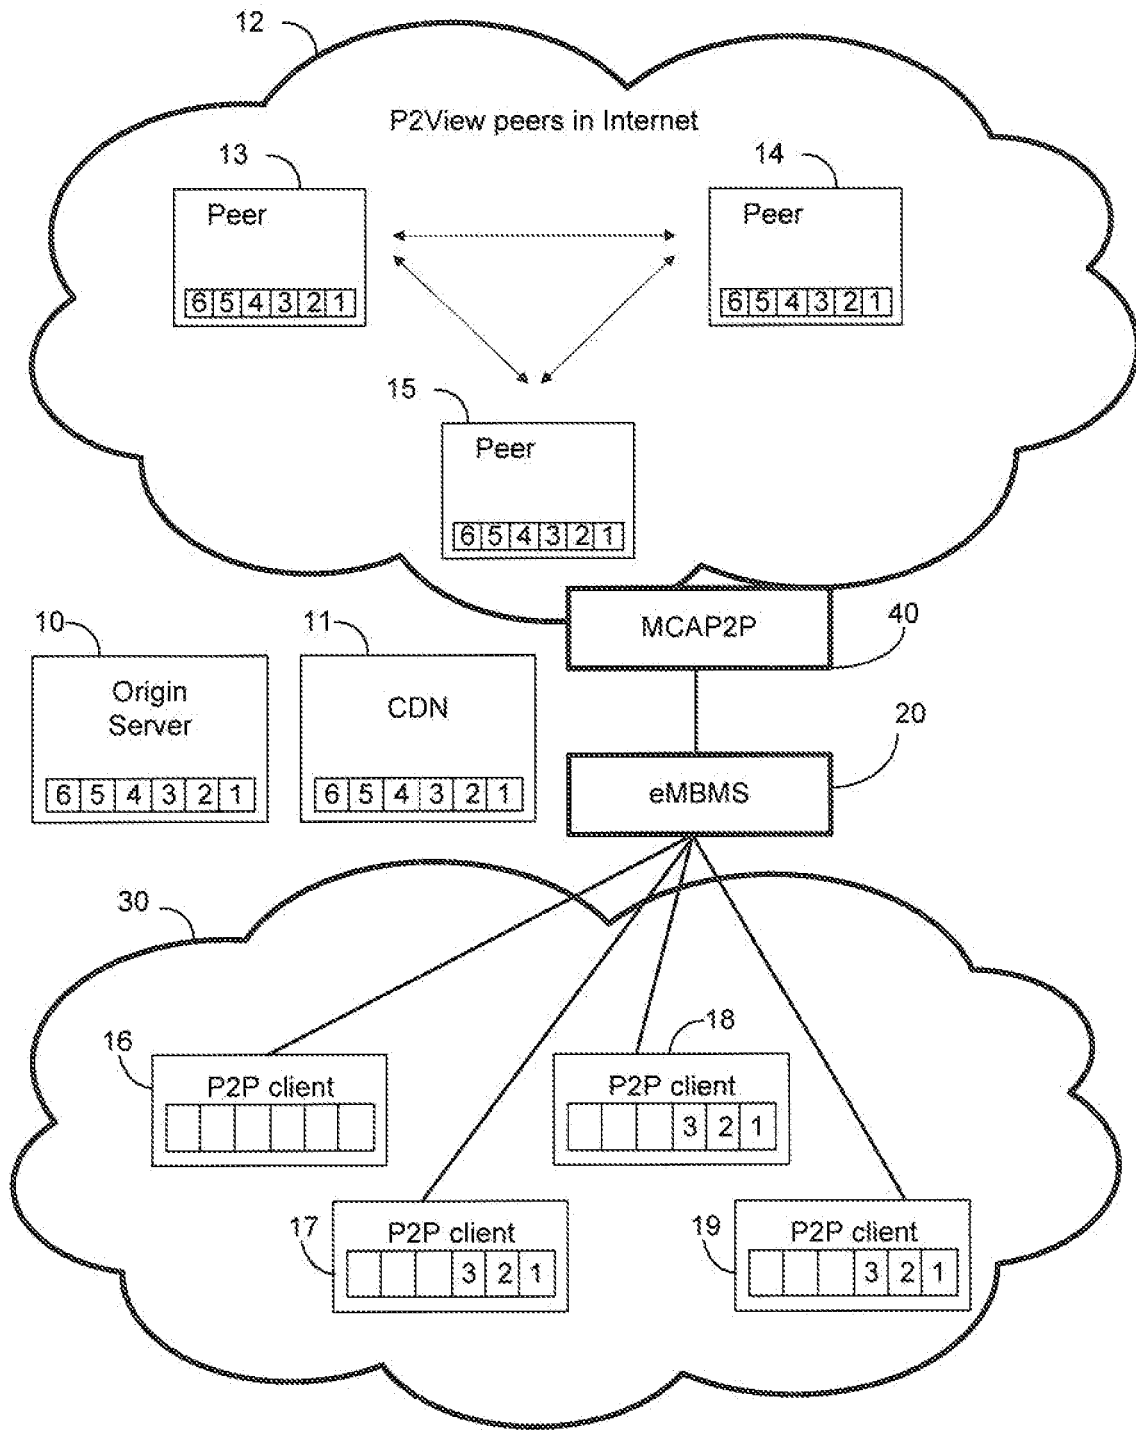 12
P2View peers in Internet
13
14
Peer
Peer
6 5 4 3 2 1
6 5 4 3 2 1
15
Peer
6 5 4 3 2 1
10
11
MCAP2P
40
Origin
Server
CDN
20
6 5 4 3 2 1
6 5 4 3 2 1
eMBMS
30
16
18
P2P client
P2P client
3 2 1
17
P2P client
19
P2P client
3 2 1
3 2 1